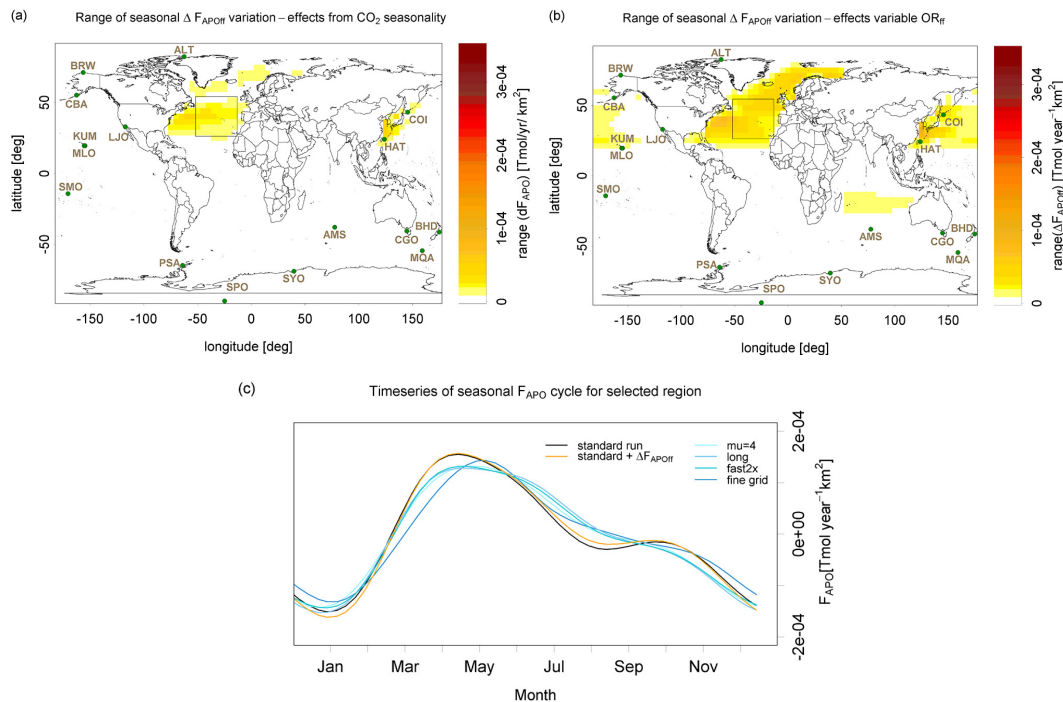 (a)
Range of seasonal Δ F_APOff variation – effects from CO₂ seasonality
ALT
BRW
CBA
KUM
MLO
LJO
COI
HAT
SMO
AMS
CGO
BHD
MQA
PSA
SPO
SYO
50
0
-50
latitude [deg]
-150 -100 -50 0 50 100 150
longitude [deg]
0 1e-04 2e-04 3e-04
range (dF_APO) [Tmol/yr/ km²]
(b)
Range of seasonal Δ F_APOff variation – effects variable OR_ff
ALT
BRW
CBA
KUM
MLO
LJO
COI
HAT
SMO
AMS
CGO
BHD
MQA
PSA
SPO
SYO
50
0
-50
latitude [deg]
-150 -100 -50 0 50 100 150
longitude [deg]
0 1e-04 2e-04 3e-04
range(ΔF_APOff) [Tmol year⁻¹ km²]
(c)
Timeseries of seasonal F_APO cycle for selected region
standard run
standard + ΔF_APOff
mu=4
long
fast2x
fine grid
2e-04
0e+00
-2e-04
F_APO[Tmol year⁻¹km²]
Jan Mar May Jul Sep Nov
Month